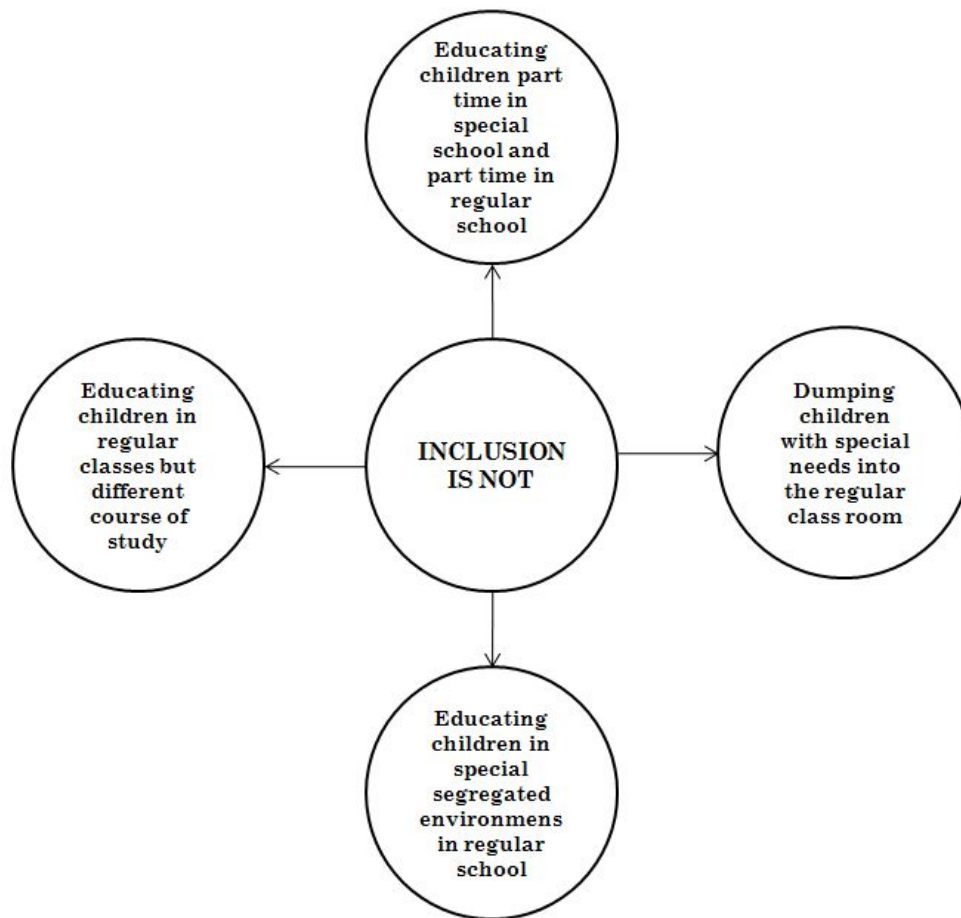 Educating
children part
time in
special
school and
part time in
regular
school
Educating
children in
regular
classes but
different
course of
study
INCLUSION
IS NOT
Dumping
children
with special
needs into
the regular
class room
Educating
children in
special
segregated
environmens
in regular
school